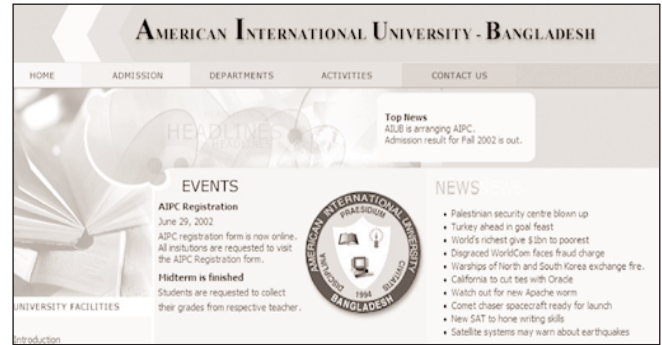 AMERICAN INTERNATIONAL UNIVERSITY - BANGLADESH
HOME ADMISSION DEPARTMENTS ACTIVITIES CONTACT US
HEADLINES
Top News
AIUB is arranging AIPC.
Admission result for Fall 2002 is out.
EVENTS
AIPC Registration
June 29, 2002
AIPC registration form is now online.
All insitutions are requested to visit
the AIPC Registration form.
Midterm is finished
Students are requested to collect
their grades from respective teacher.
AMERICAN INTERNATIONAL UNIVERSITY
PRAESIDIUM
DISCIPLINA
CIVITATIS
1994
BANGLADESH
NEWS
Palestinian security centre blown up
Turkey ahead in goal feast
World's richest give $1bn to poorest
Disgraced WorldCom faces fraud charge
Warships of North and South Korea exchange fire.
California to cut ties with Oracle
Watch out for new Apache worm
Comet chaser spacecraft ready for launch
New SAT to hone writing skills
Satellite systems may warn about earthquakes
UNIVERSITY FACILITIES
Introduction